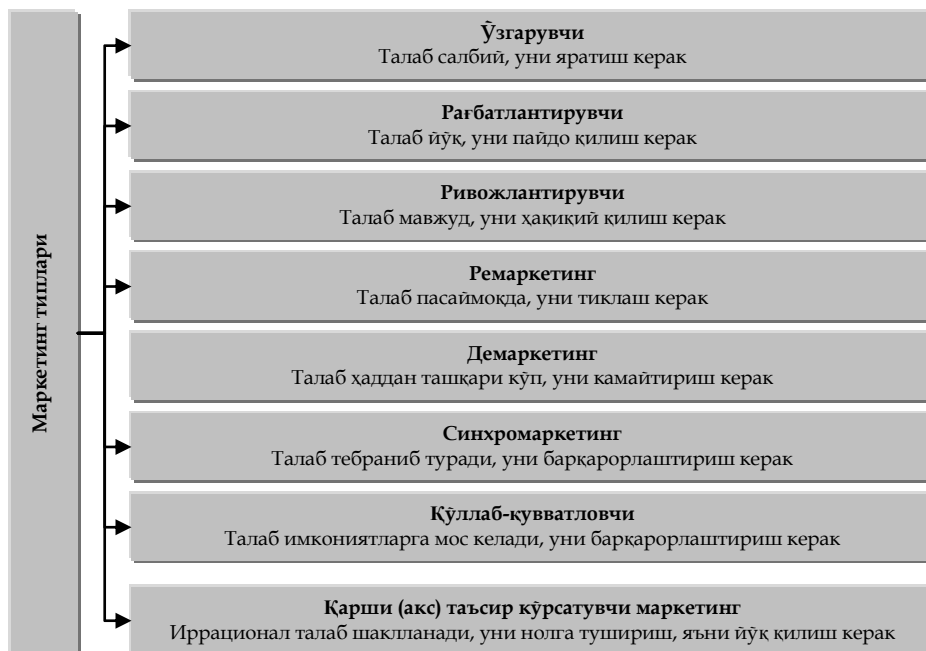 Маркетинг типлари
Ўзгарувчи
Талаб салбий, уни яратиш керак
Рағбатлантирувчи
Талаб йўқ, уни пайдо қилиш керак
Ривожлантирувчи
Талаб мавжуд, уни ҳақиқий қилиш керак
Ремаркетинг
Талаб пасаймоқда, уни тиклаш керак
Демаркетинг
Талаб ҳаддан ташқари кўп, уни камайтириш керак
Синхромаркетинг
Талаб тебраниб туради, уни барқарорлаштириш керак
Қўллаб-қувватловчи
Талаб имкониятларга мос келади, уни барқарорлаштириш керак
Қарши (акс) таъсир кўрсатувчи маркетинг
Иррационал талаб шаклланади, уни нолга тушириш, яъни йўқ қилиш керак